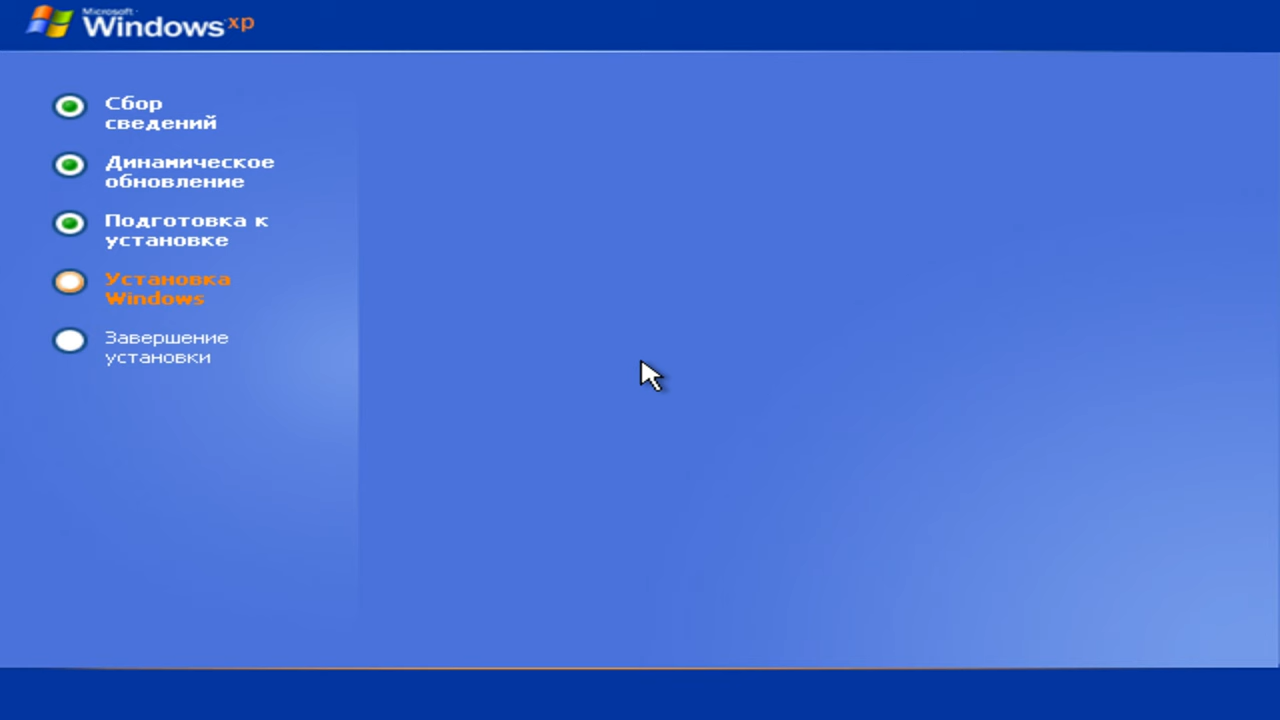 Microsoft
Windows xp
Сбор
сведений
Динамическое
обновление
Подготовка к
установке
Установка
Windows
Завершение
установки